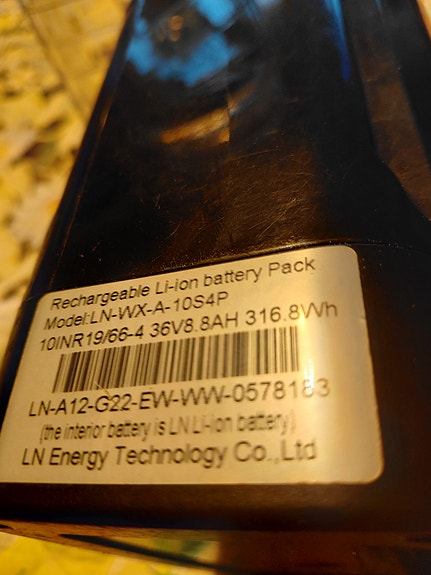 Rechargeable Li-ion battery Pack
Model:LN-WX-A-10S4P
10INR19/66-4 36V8.8AH 316.8Wh
LN-A12-G22-EW-WW-0578183
(the interior battery is LN Li-ion battery)
LN Energy Technology Co.,Ltd